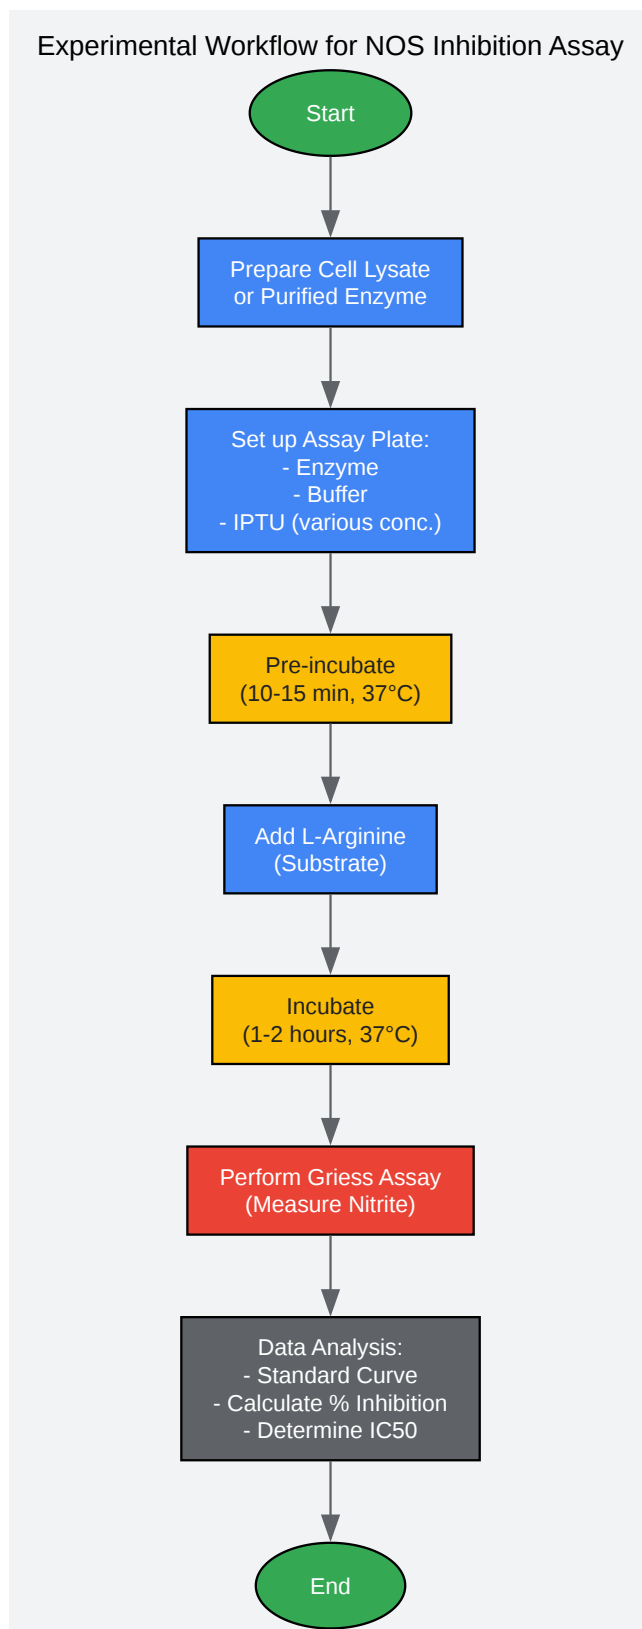 Experimental Workflow for NOS Inhibition Assay
Start
Prepare Cell Lysate
or Purified Enzyme
Set up Assay Plate:
- Enzyme
- Buffer
- IPTU (various conc.)
Pre-incubate
(10-15 min, 37°C)
Add L-Arginine
(Substrate)
Incubate
(1-2 hours, 37°C)
Perform Griess Assay
(Measure Nitrite)
Data Analysis:
- Standard Curve
- Calculate % Inhibition
- Determine IC50
End